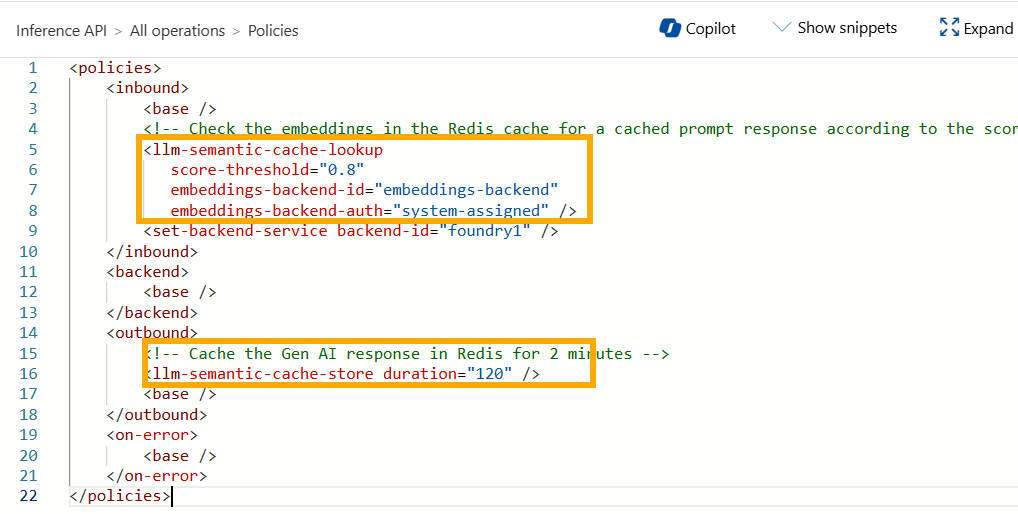 Inference API > All operations > Policies
Copilot
Show snippets
Expand
1 <policies>
2 <inbound>
3 <base />
4 <!-- Check the embeddings in the Redis cache for a cached prompt response according to the scor
5 <llm-semantic-cache-lookup
6 score-threshold="0.8"
7 embeddings-backend-id="embeddings-backend"
8 embeddings-backend-auth="system-assigned" />
9 <set-backend-service backend-id="foundry1" />
10 </inbound>
11 <backend>
12 <base />
13 </backend>
14 <outbound>
15 <!-- Cache the Gen AI response in Redis for 2 minutes -->
16 <llm-semantic-cache-store duration="120" />
17 <base />
18 </outbound>
19 <on-error>
20 <base />
21 </on-error>
22 </policies>